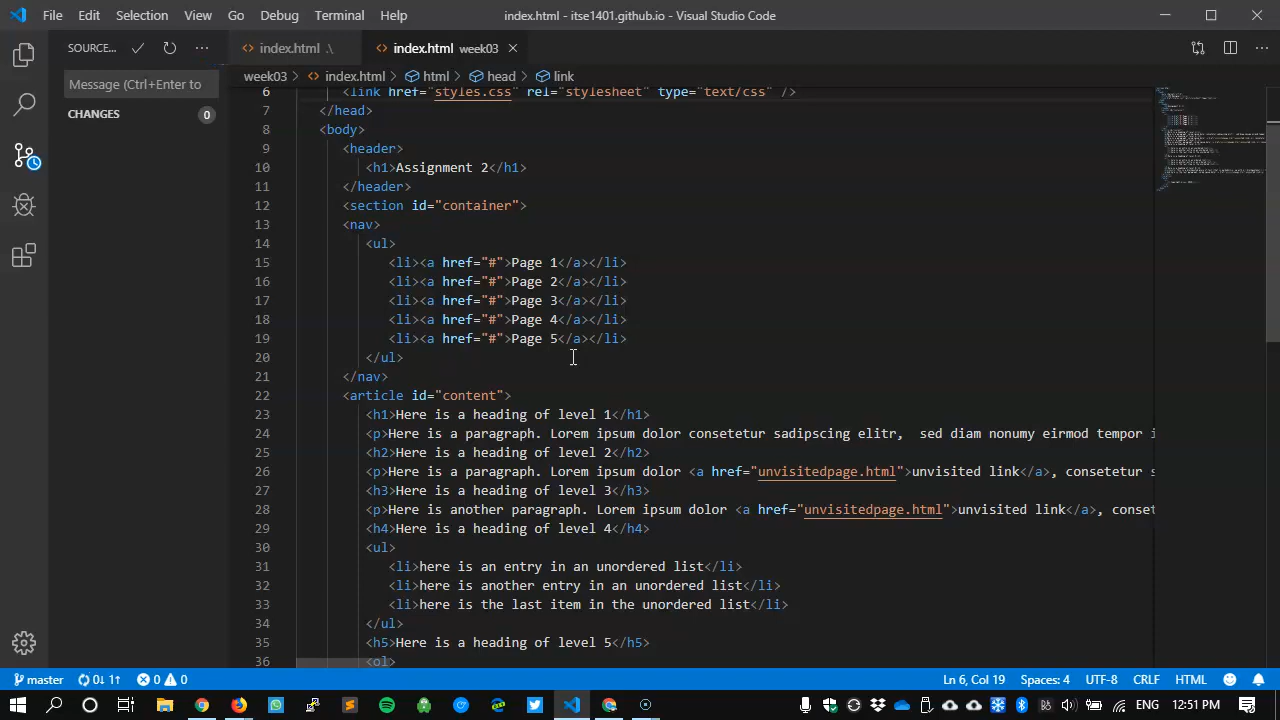 File Edit Selection View Go Debug Terminal Help index.html - itse1401.github.io - Visual Studio Code
SOURCE... index.html .\ index.html week03
week03 index.html html head link
Message (Ctrl+Enter to
CHANGES 0
6 <link href="styles.css" rel="stylesheet" type="text/css" />
7 </head>
8 <body>
9 <header>
10 <h1>Assignment 2</h1>
11 </header>
12 <section id="container">
13 <nav>
14 <ul>
15 <li><a href="#">Page 1</a></li>
16 <li><a href="#">Page 2</a></li>
17 <li><a href="#">Page 3</a></li>
18 <li><a href="#">Page 4</a></li>
19 <li><a href="#">Page 5</a></li>
20 </ul>
21 </nav>
22 <article id="content">
23 <h1>Here is a heading of level 1</h1>
24 <p>Here is a paragraph. Lorem ipsum dolor consetetur sadipscing elitr,  sed diam nonumy eirmod tempor i
25 <h2>Here is a heading of level 2</h2>
26 <p>Here is a paragraph. Lorem ipsum dolor <a href="unvisitedpage.html">unvisited link</a>, consetetur s
27 <h3>Here is a heading of level 3</h3>
28 <p>Here is another paragraph. Lorem ipsum dolor <a href="unvisitedpage.html">unvisited link</a>, conset
29 <h4>Here is a heading of level 4</h4>
30 <ul>
31 <li>here is an entry in an unordered list</li>
32 <li>here is another entry in an unordered list</li>
33 <li>here is the last item in the unordered list</li>
34 </ul>
35 <h5>Here is a heading of level 5</h5>
36 <ol>
master 0↓ 1↑ 0 0 Ln 6, Col 19 Spaces: 4 UTF-8 CRLF HTML
ENG 12:51 PM